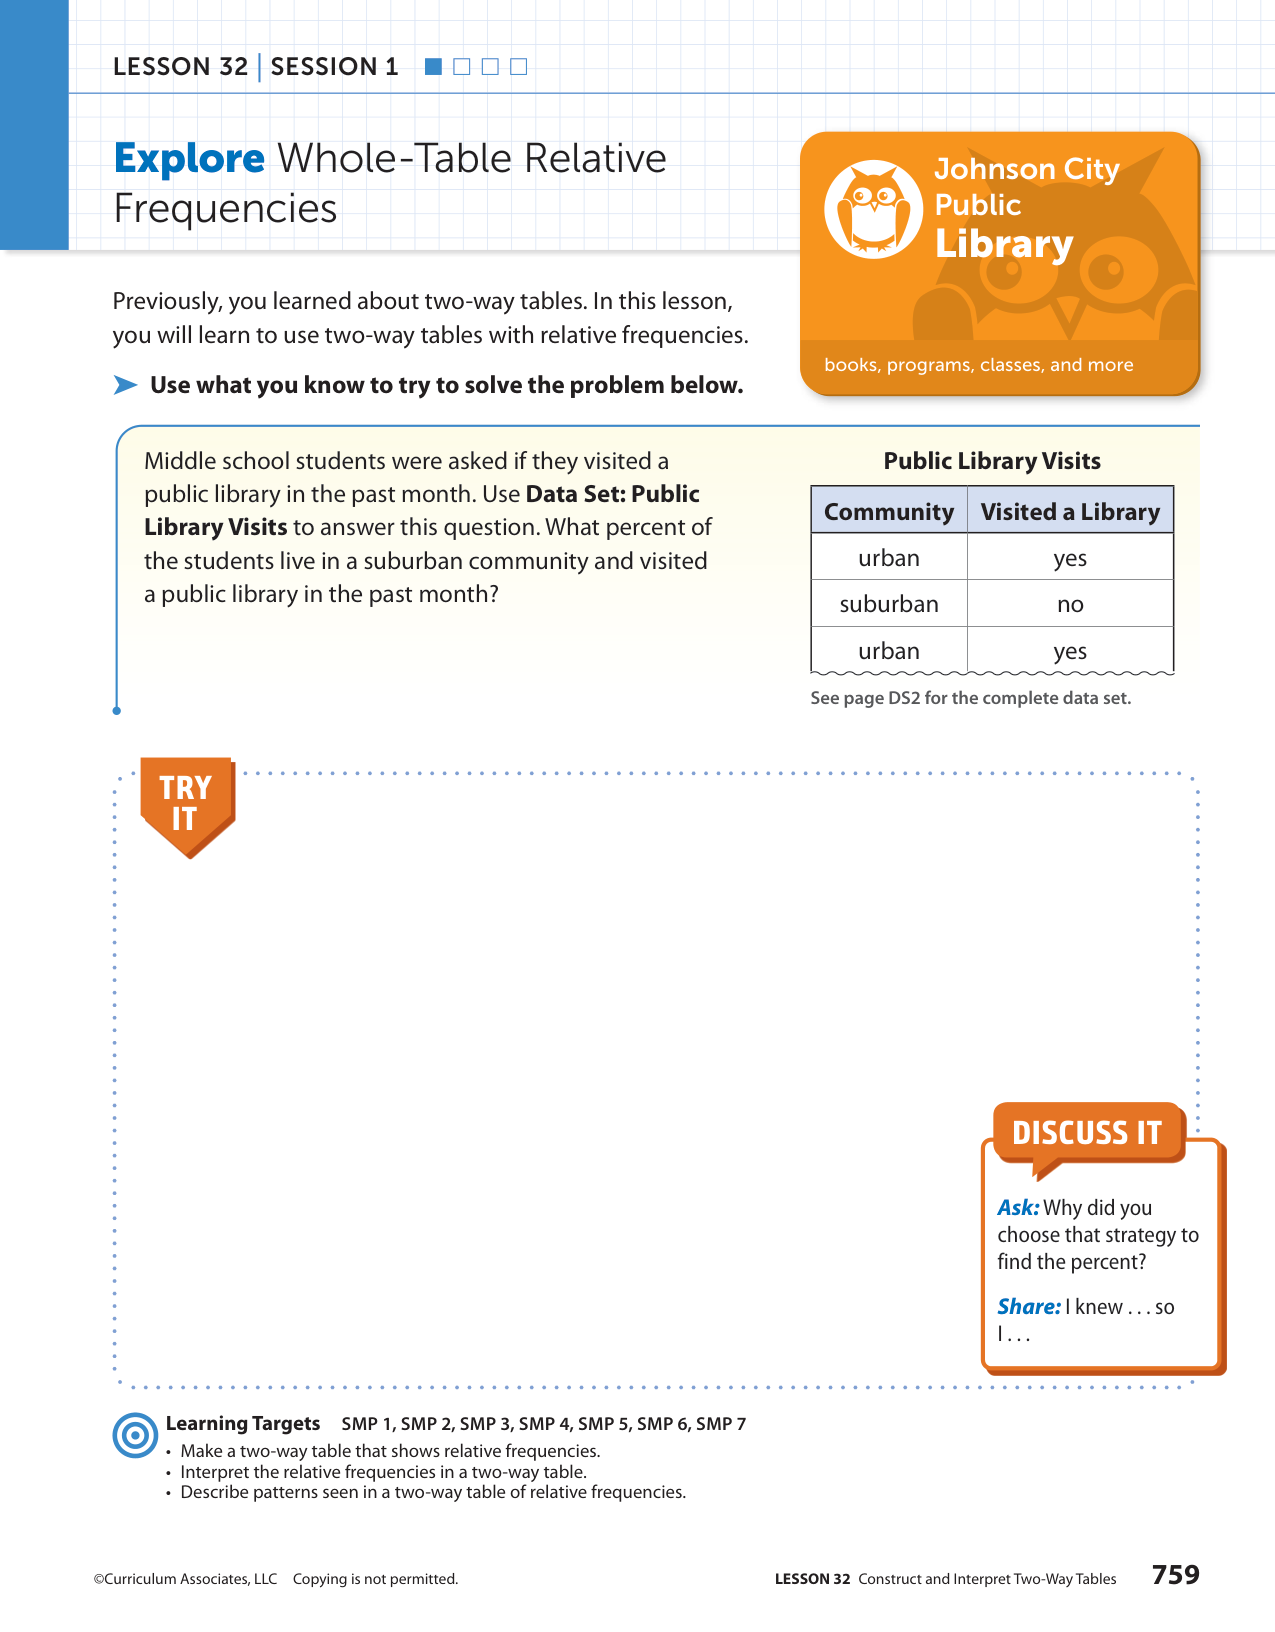 LESSON 32 | SESSION 1
Explore Whole-Table Relative
Frequencies
Johnson City
Public
Library
books, programs, classes, and more
Previously, you learned about two-way tables. In this lesson,
you will learn to use two-way tables with relative frequencies.
Use what you know to try to solve the problem below.
Middle school students were asked if they visited a
public library in the past month. Use Data Set: Public
Library Visits to answer this question. What percent of
the students live in a suburban community and visited
a public library in the past month?
Public Library Visits
Community Visited a Library
urban yes
suburban no
urban yes
See page DS2 for the complete data set.
TRY
IT
DISCUSS IT
Ask: Why did you
choose that strategy to
find the percent?
Share: I knew . . . so
I . . .
Learning Targets SMP 1, SMP 2, SMP 3, SMP 4, SMP 5, SMP 6, SMP 7
• Make a two-way table that shows relative frequencies.
• Interpret the relative frequencies in a two-way table.
• Describe patterns seen in a two-way table of relative frequencies.
©Curriculum Associates, LLC Copying is not permitted.
LESSON 32 Construct and Interpret Two-Way Tables 759